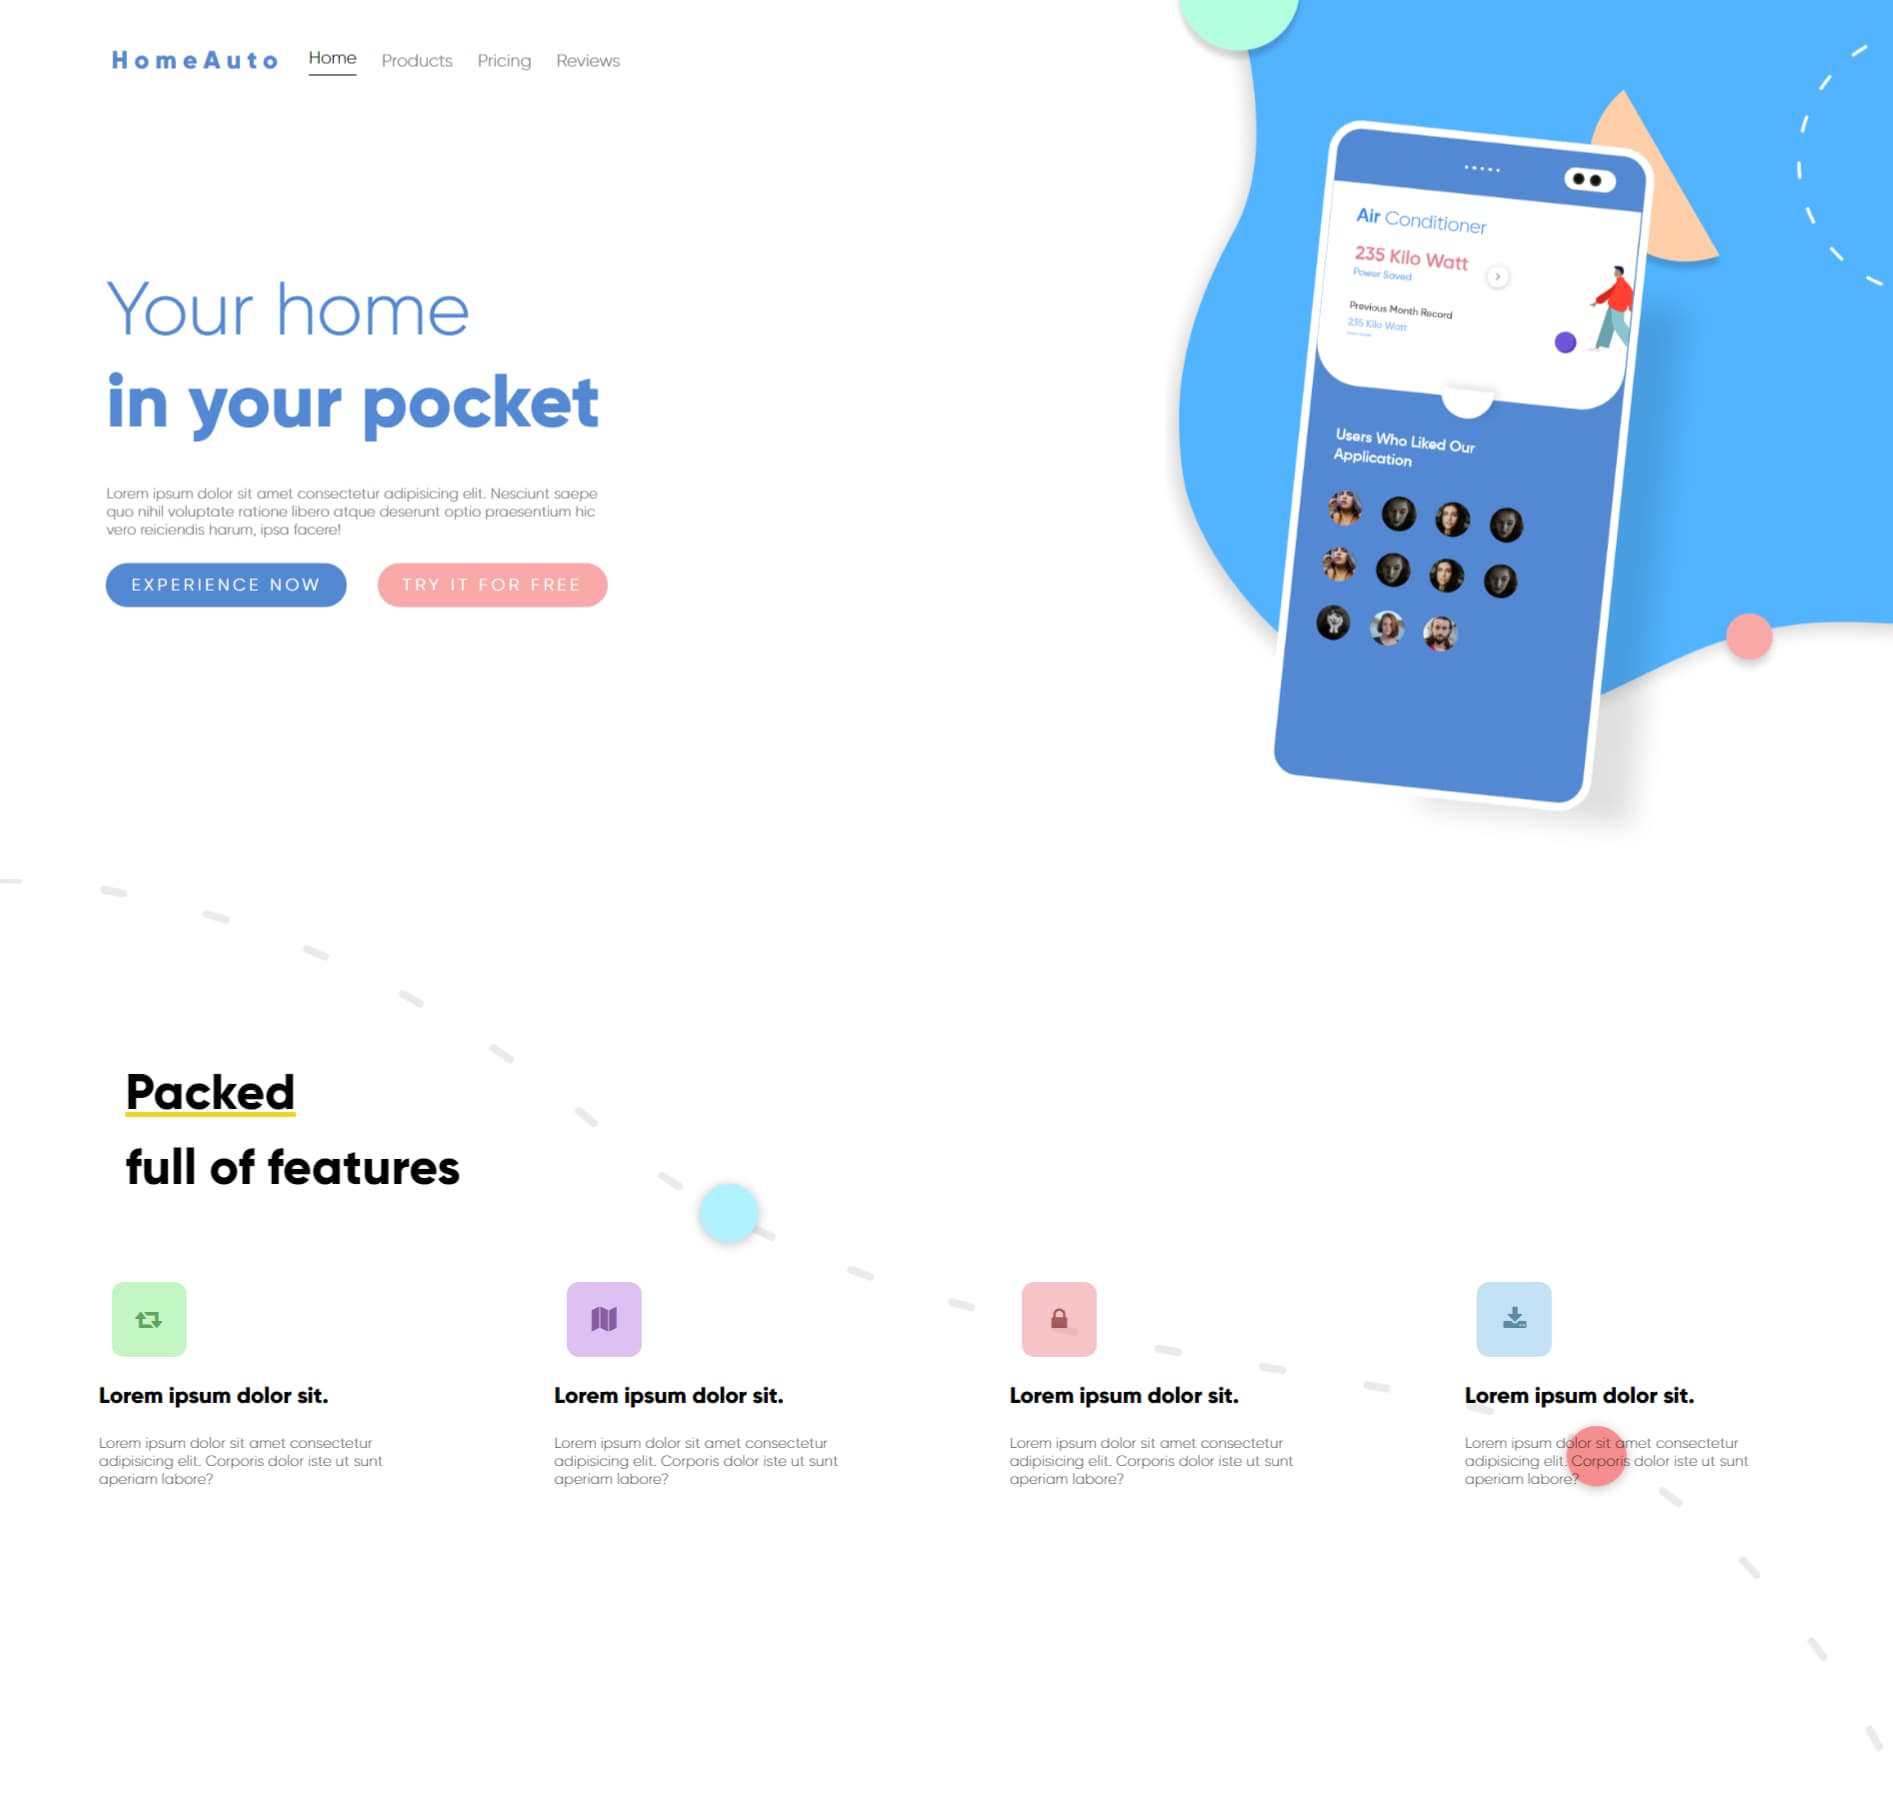 HomeAuto Home Products Pricing Reviews
Your home
in your pocket
Lorem ipsum dolor sit amet consectetur adipisicing elit. Nesciunt saepe
quo nihil voluptate ratione libero atque deserunt optio praesentium hic
vero reiciendis harum, ipsa facere!
EXPERIENCE NOW
TRY IT FOR FREE
Air Conditioner
235 Kilo Watt
Power Saved
Previous Month Record
235 Kilo Watt
Users Who Liked Our
Application
Packed
full of features
Lorem ipsum dolor sit.
Lorem ipsum dolor sit amet consectetur
adipisicing elit. Corporis dolor iste ut sunt
aperiam labore?
Lorem ipsum dolor sit.
Lorem ipsum dolor sit amet consectetur
adipisicing elit. Corporis dolor iste ut sunt
aperiam labore?
Lorem ipsum dolor sit.
Lorem ipsum dolor sit amet consectetur
adipisicing elit. Corporis dolor iste ut sunt
aperiam labore?
Lorem ipsum dolor sit.
Lorem ipsum dolor sit amet consectetur
adipisicing elit. Corporis dolor iste ut sunt
aperiam labore?